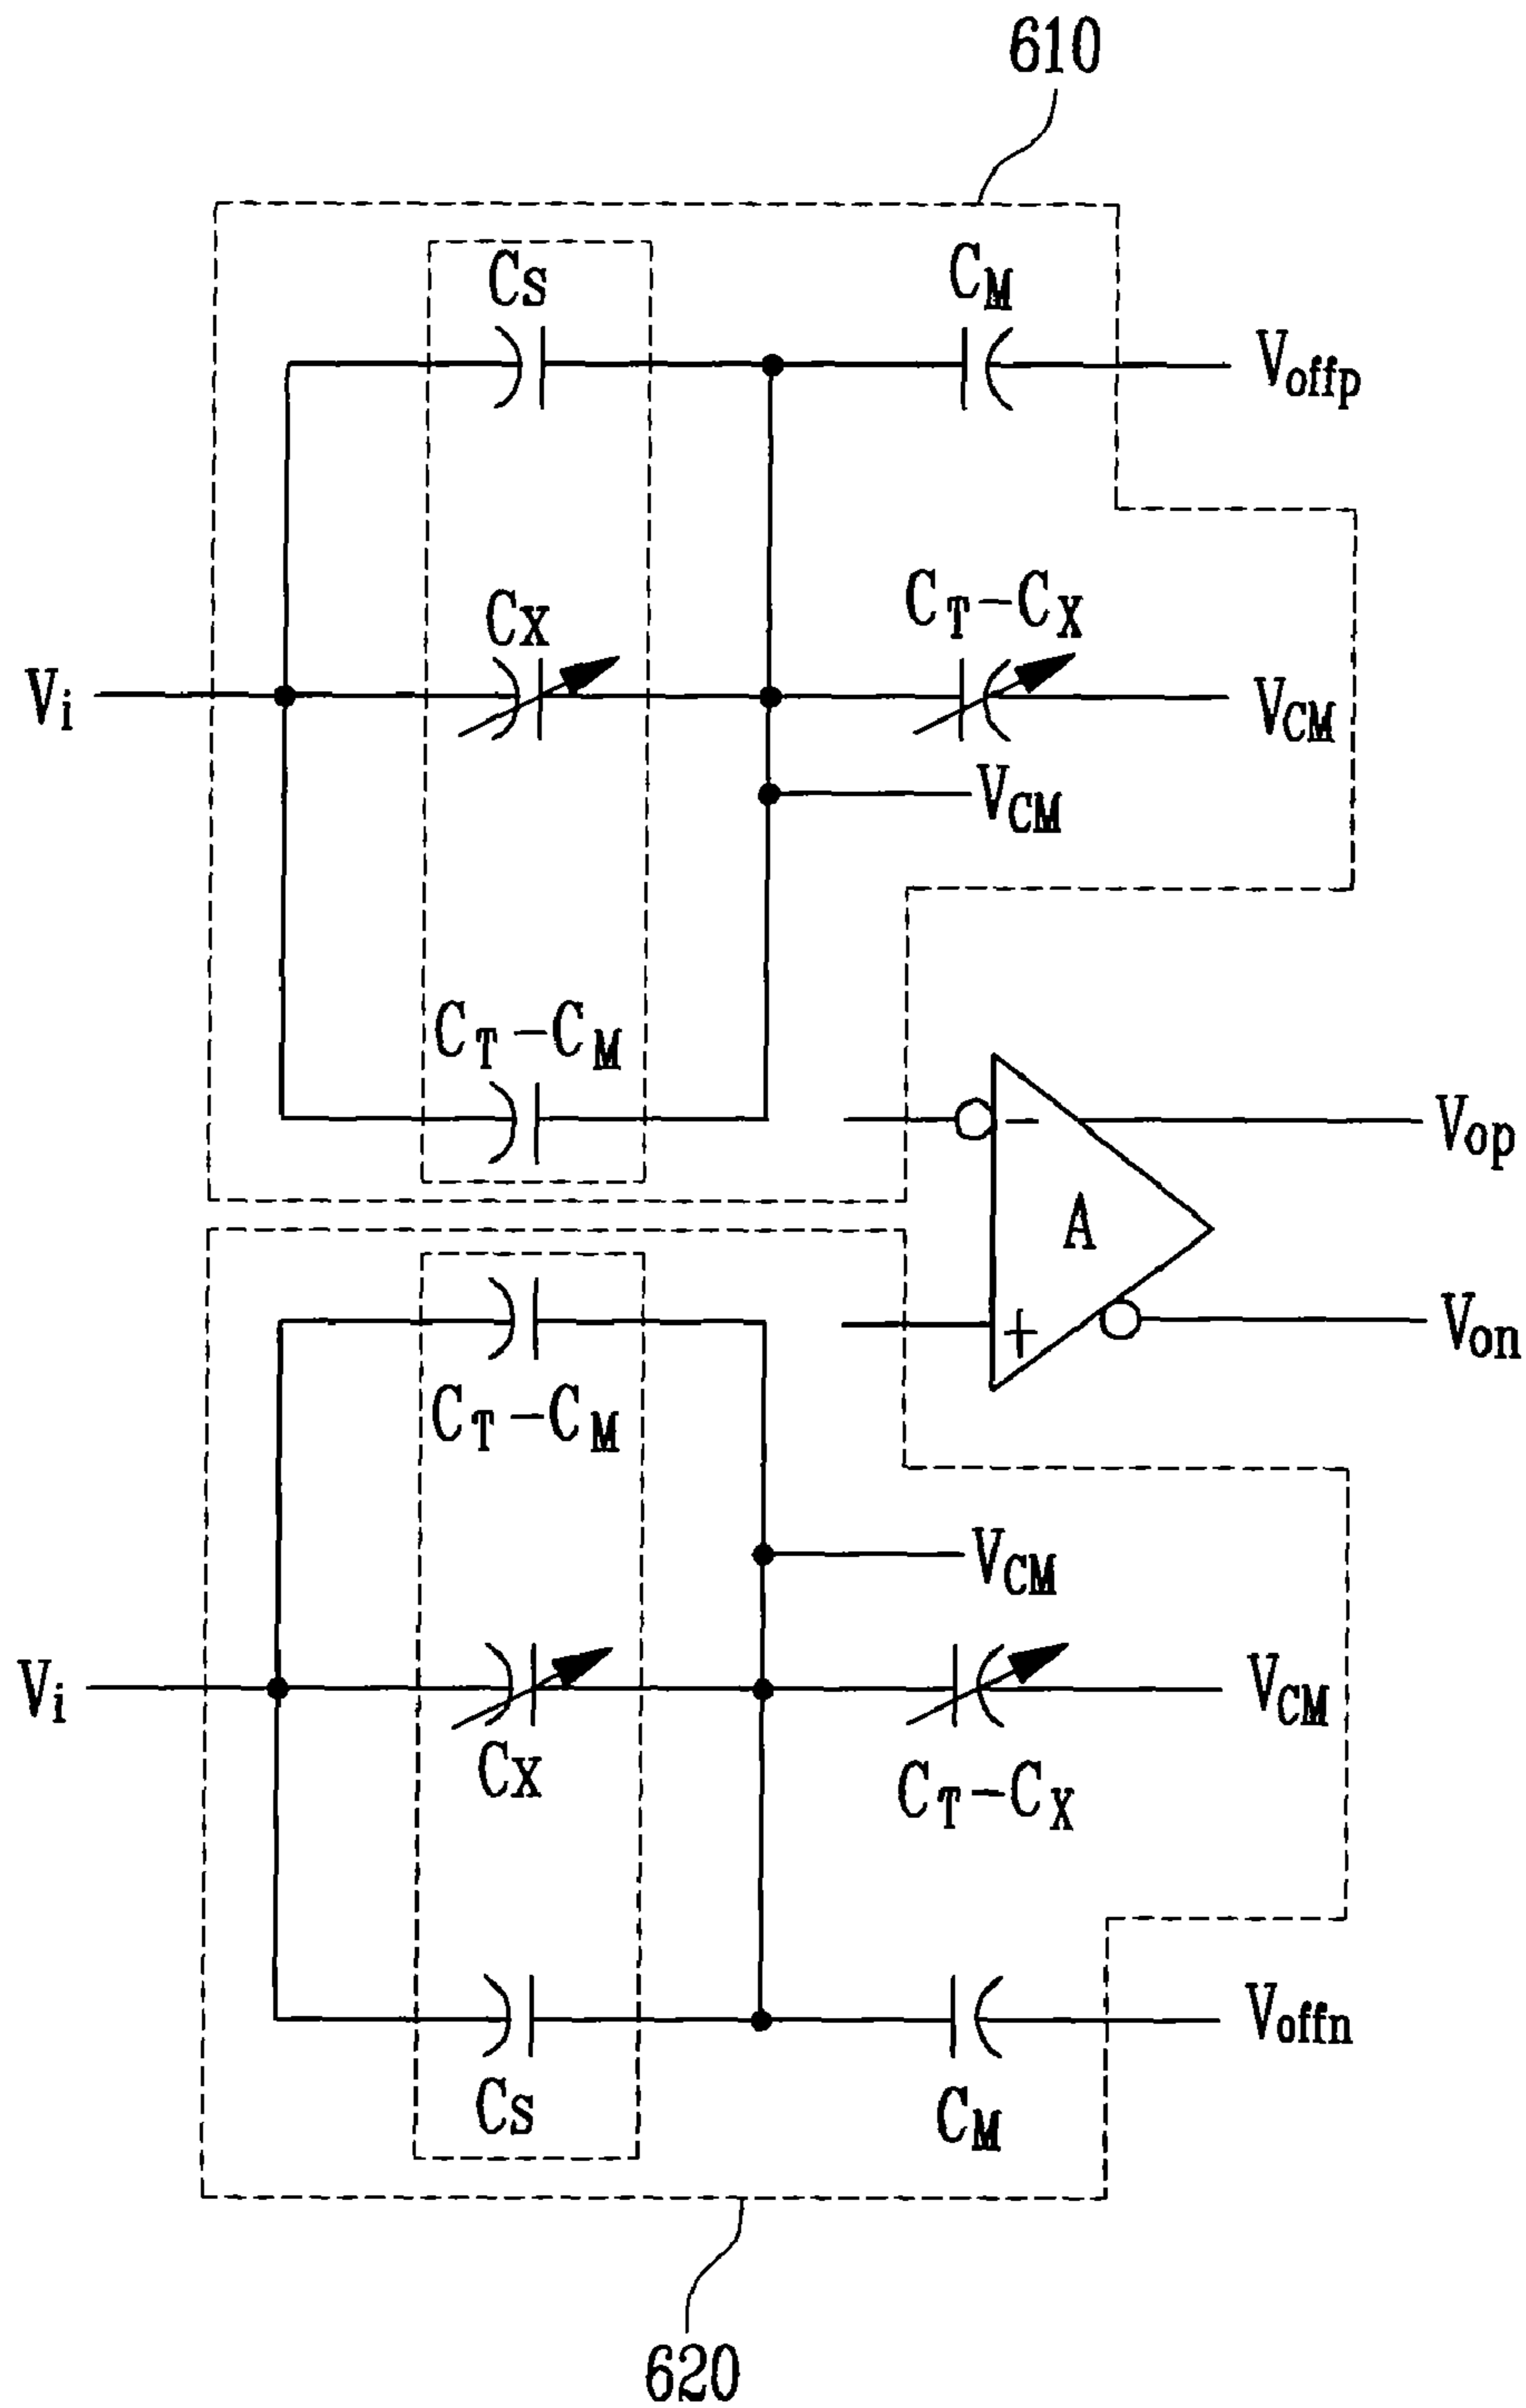 610
CS CM
Voffp
CX CT-CX
Vi VCM
VCM
CT-CM
- Vop
A
+ Von
CT-CM
VCM
Vi VCM
CX CT-CX
Voffn
CS CM
620